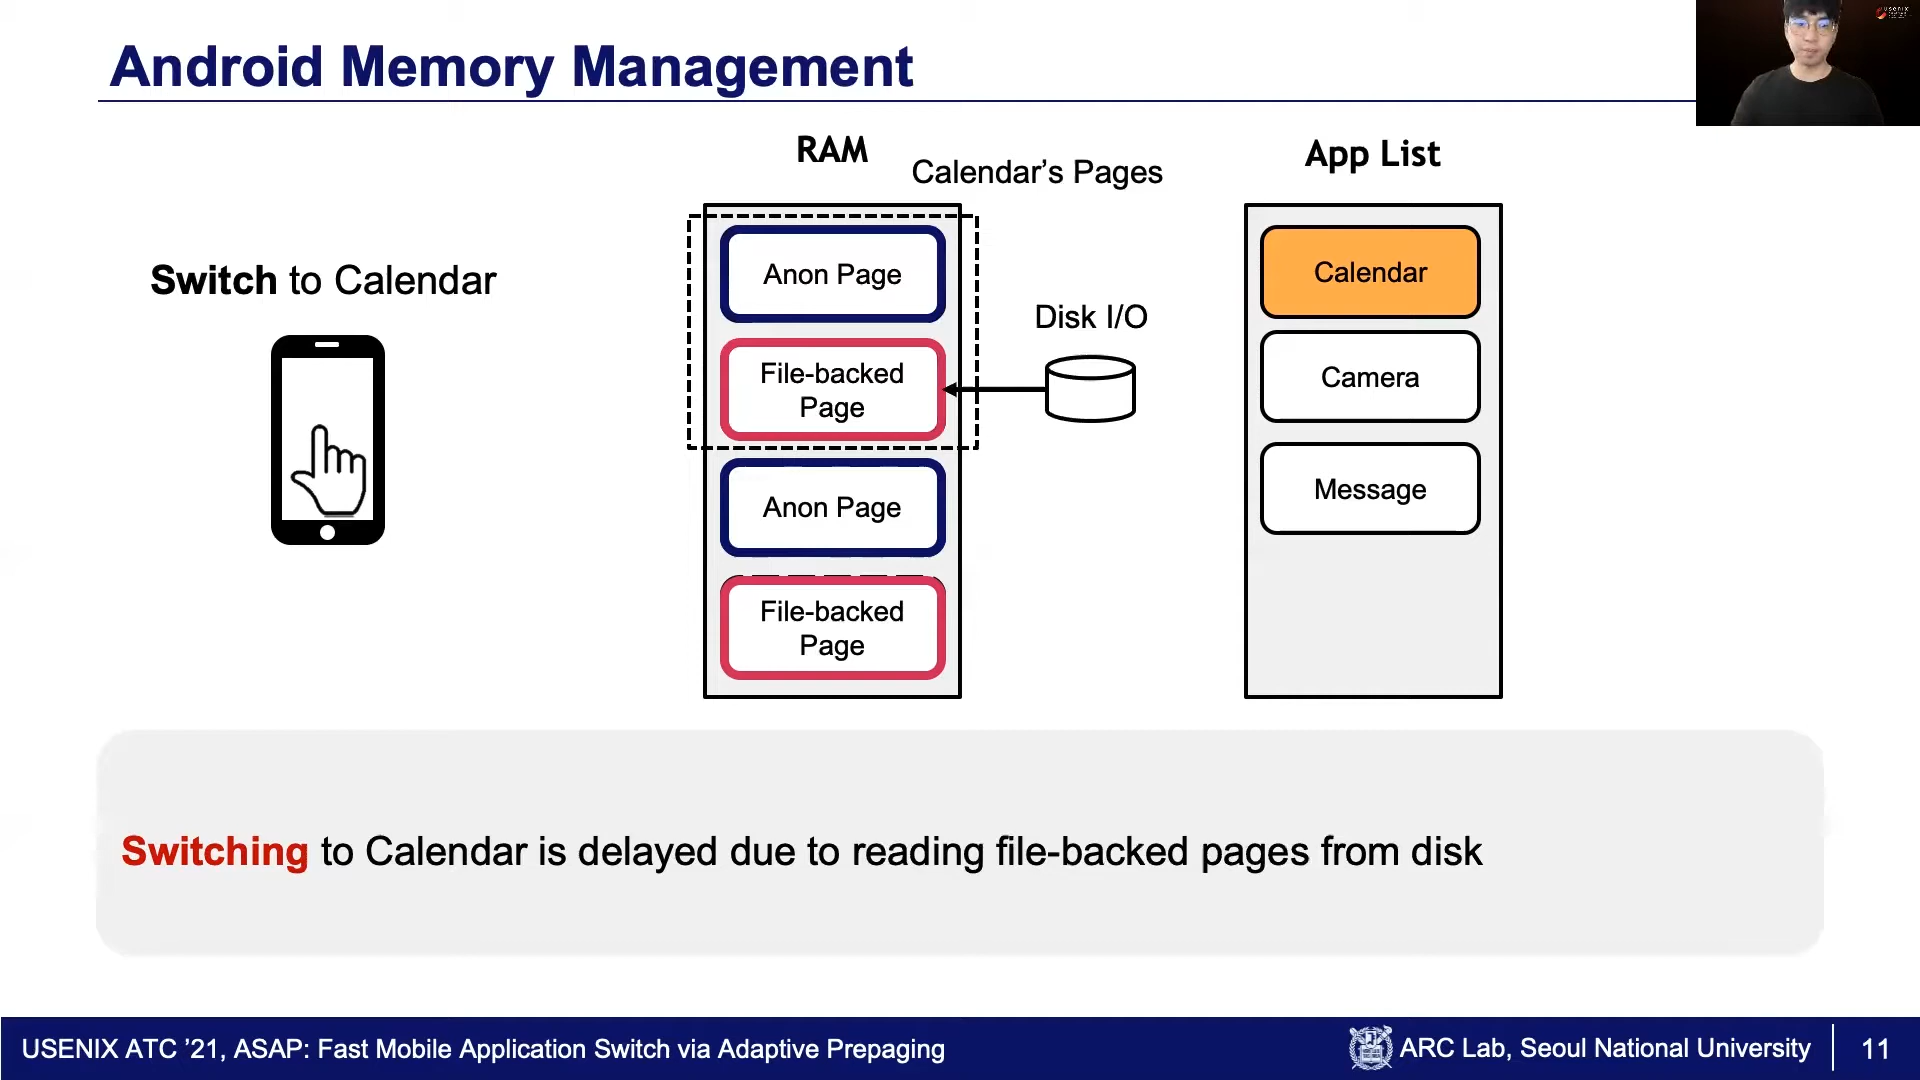 Android Memory Management
usenix
RAM
Calendar’s Pages
App List
Switch to Calendar
Anon Page
File-backed
Page
Anon Page
File-backed
Page
Disk I/O
Calendar
Camera
Message
Switching to Calendar is delayed due to reading file-backed pages from disk
USENIX ATC ’21, ASAP: Fast Mobile Application Switch via Adaptive Prepaging
ARC Lab, Seoul National University
11